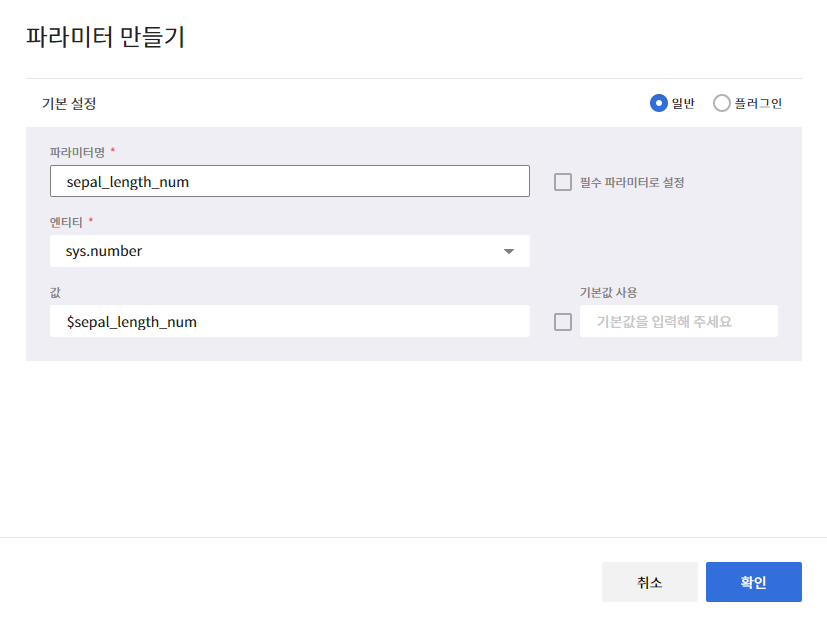 파라미터 만들기
기본 설정
일반
플러그인
파라미터명 *
sepal_length_num
필수 파라미터로 설정
엔티티 *
sys.number
값
기본값 사용
$sepal_length_num
기본값을 입력해 주세요
취소
확인